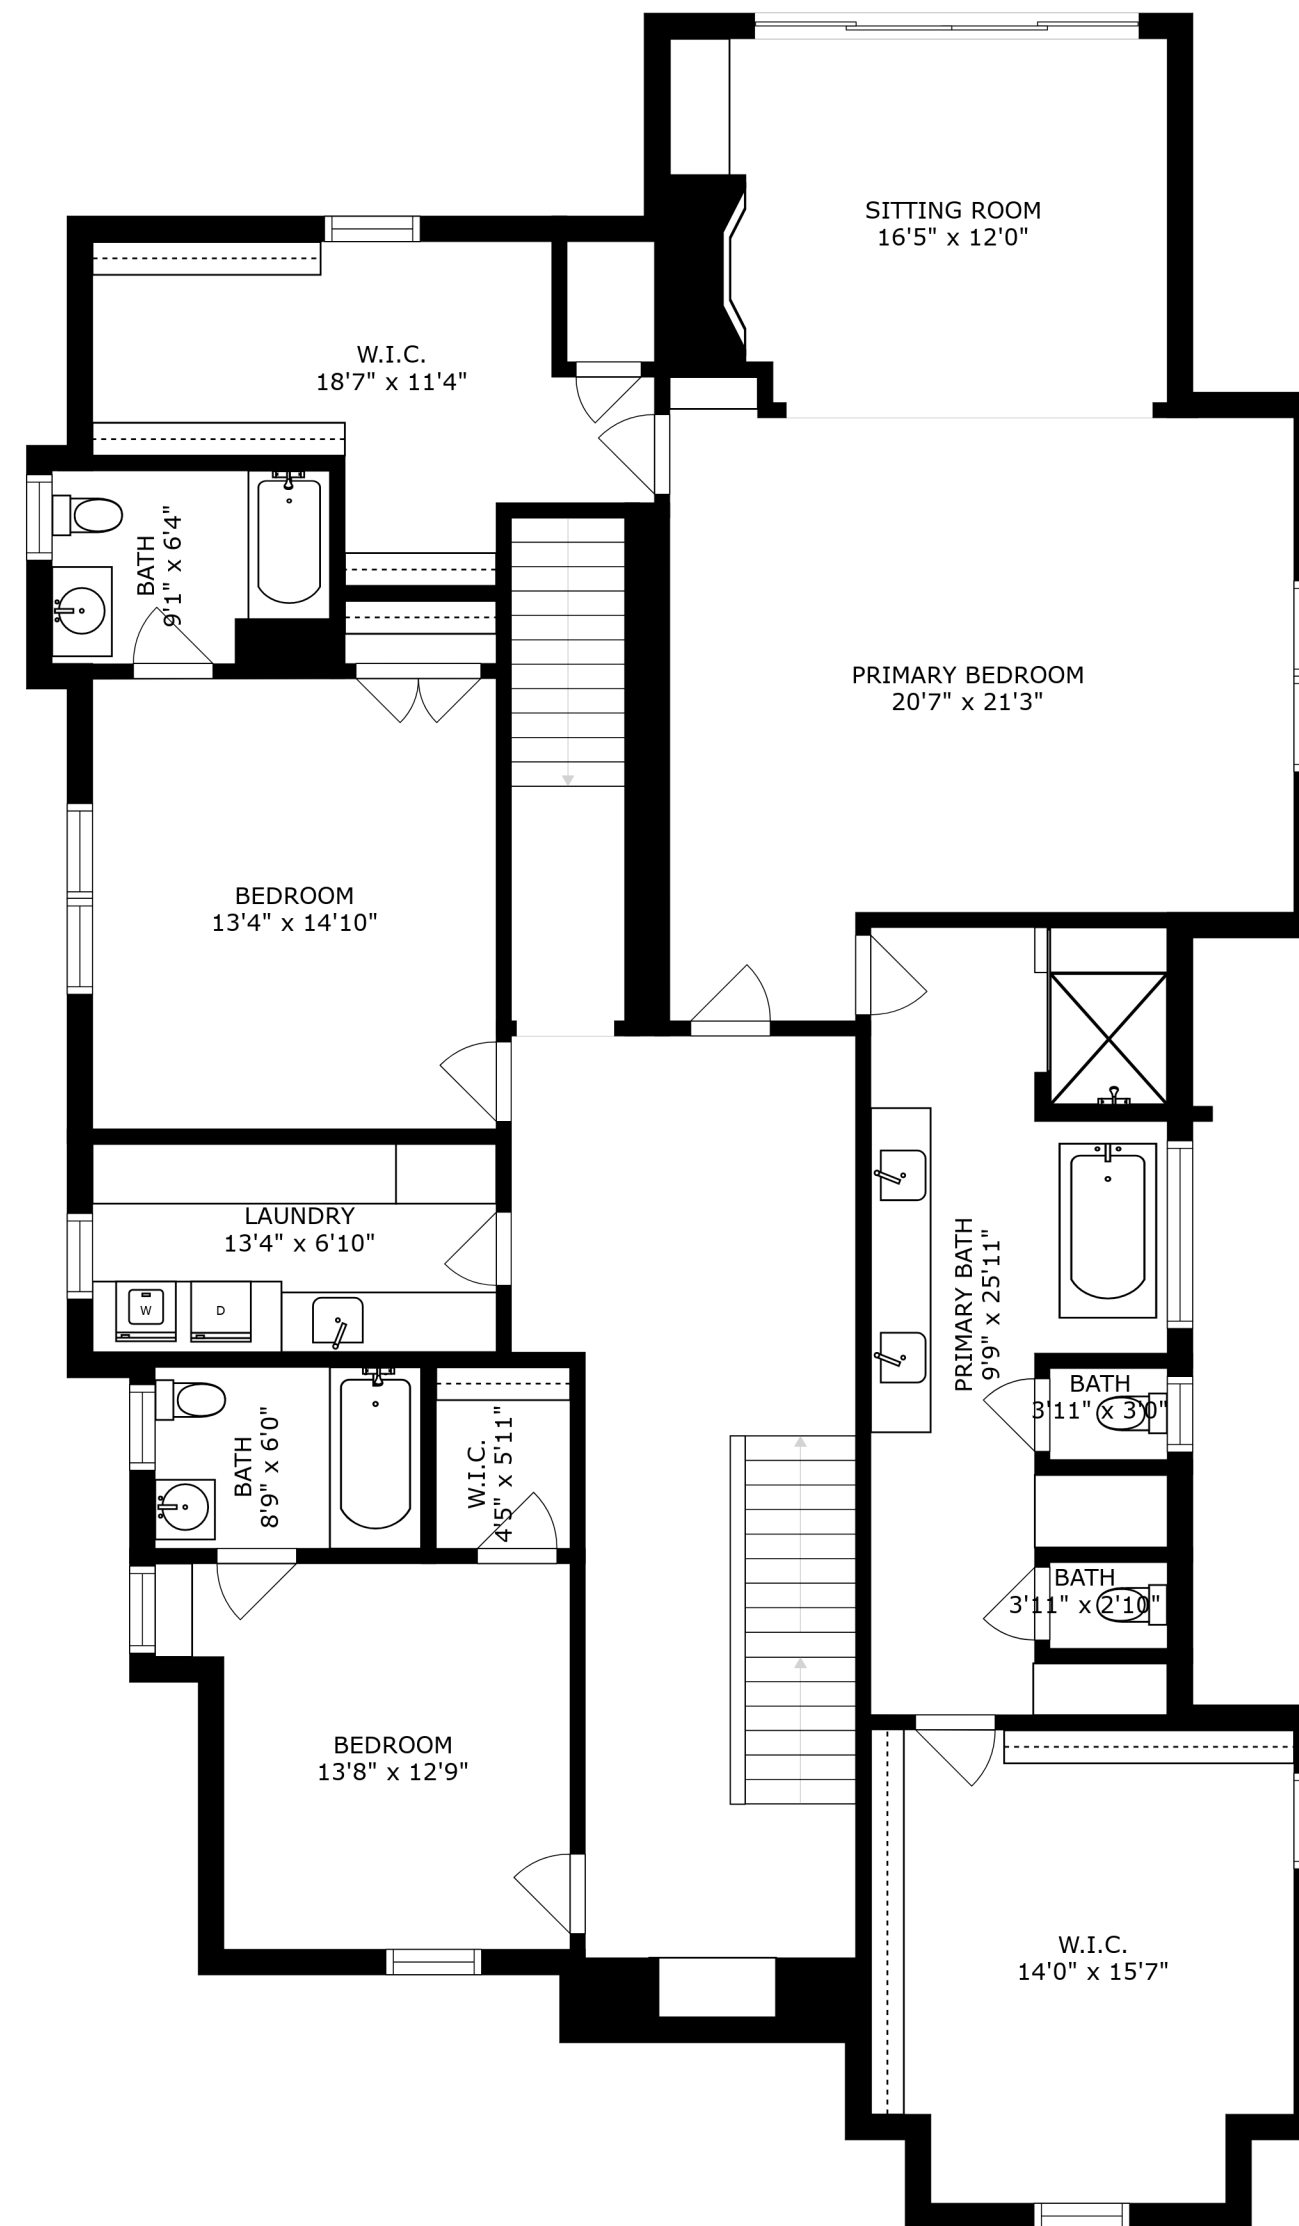 SITTING ROOM
16'5" x 12'0"
W.I.C.
18'7" x 11'4"
BATH
9'1" x 6'4"
PRIMARY BEDROOM
20'7" x 21'3"
BEDROOM
13'4" x 14'10"
LAUNDRY
13'4" x 6'10"
W
D
PRIMARY BATH
9'9" x 25'11"
BATH
3'11" x 3'0"
BATH
8'9" x 6'0"
W.I.C.
4'5" x 5'11"
BATH
3'11" x 2'10"
BEDROOM
13'8" x 12'9"
W.I.C.
14'0" x 15'7"